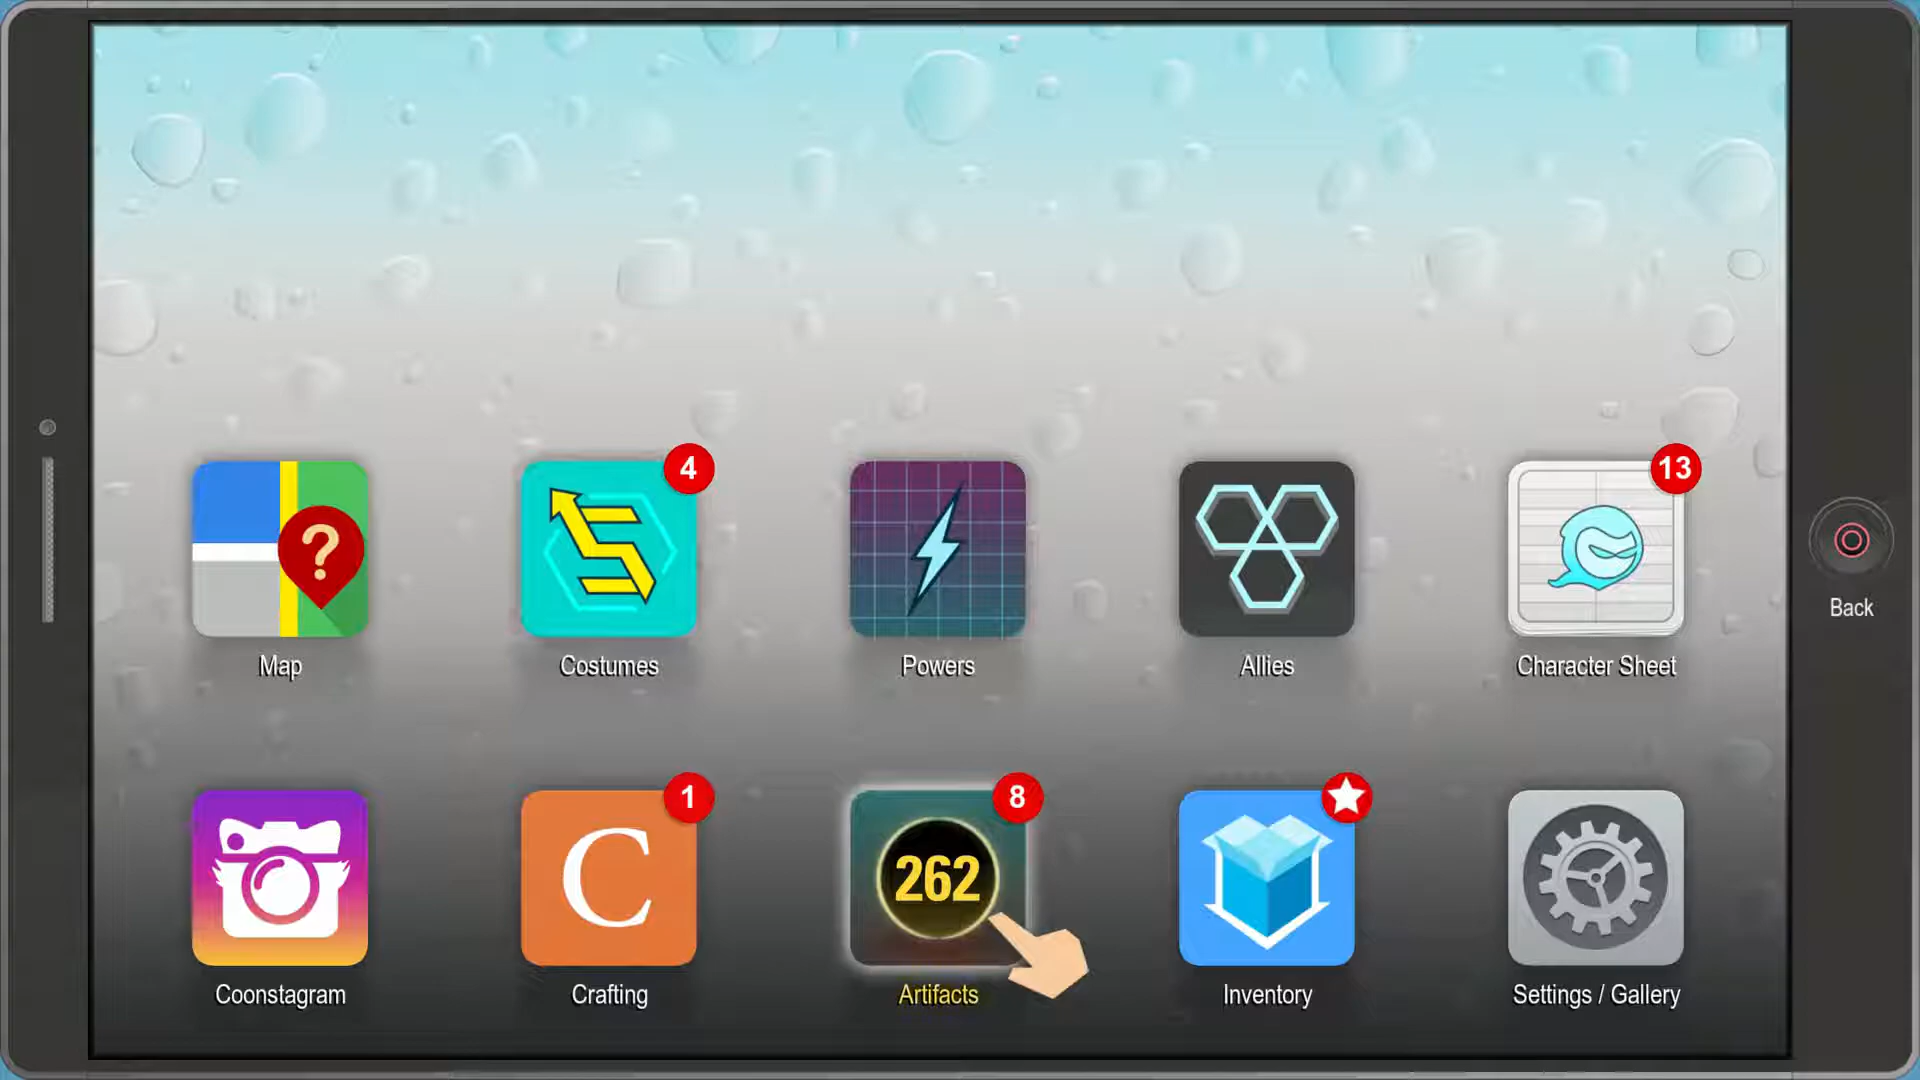 4
13
?
Map
Costumes
Powers
Allies
Character Sheet
Back
1
8
C
262
Coonstagram
Crafting
Artifacts
Inventory
Settings / Gallery